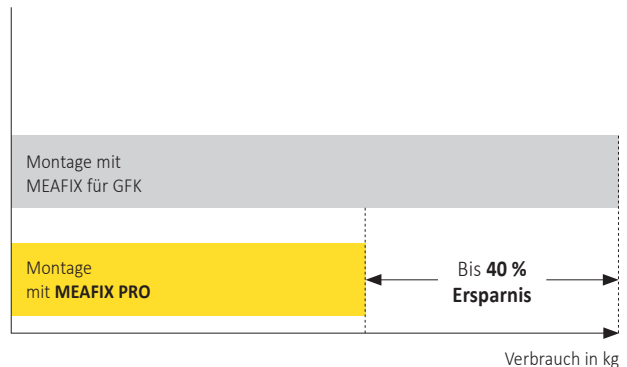 Montage mit
MEAFIX für GFK
Montage
mit MEAFIX PRO
Bis 40 %
Ersparnis
Verbrauch in kg